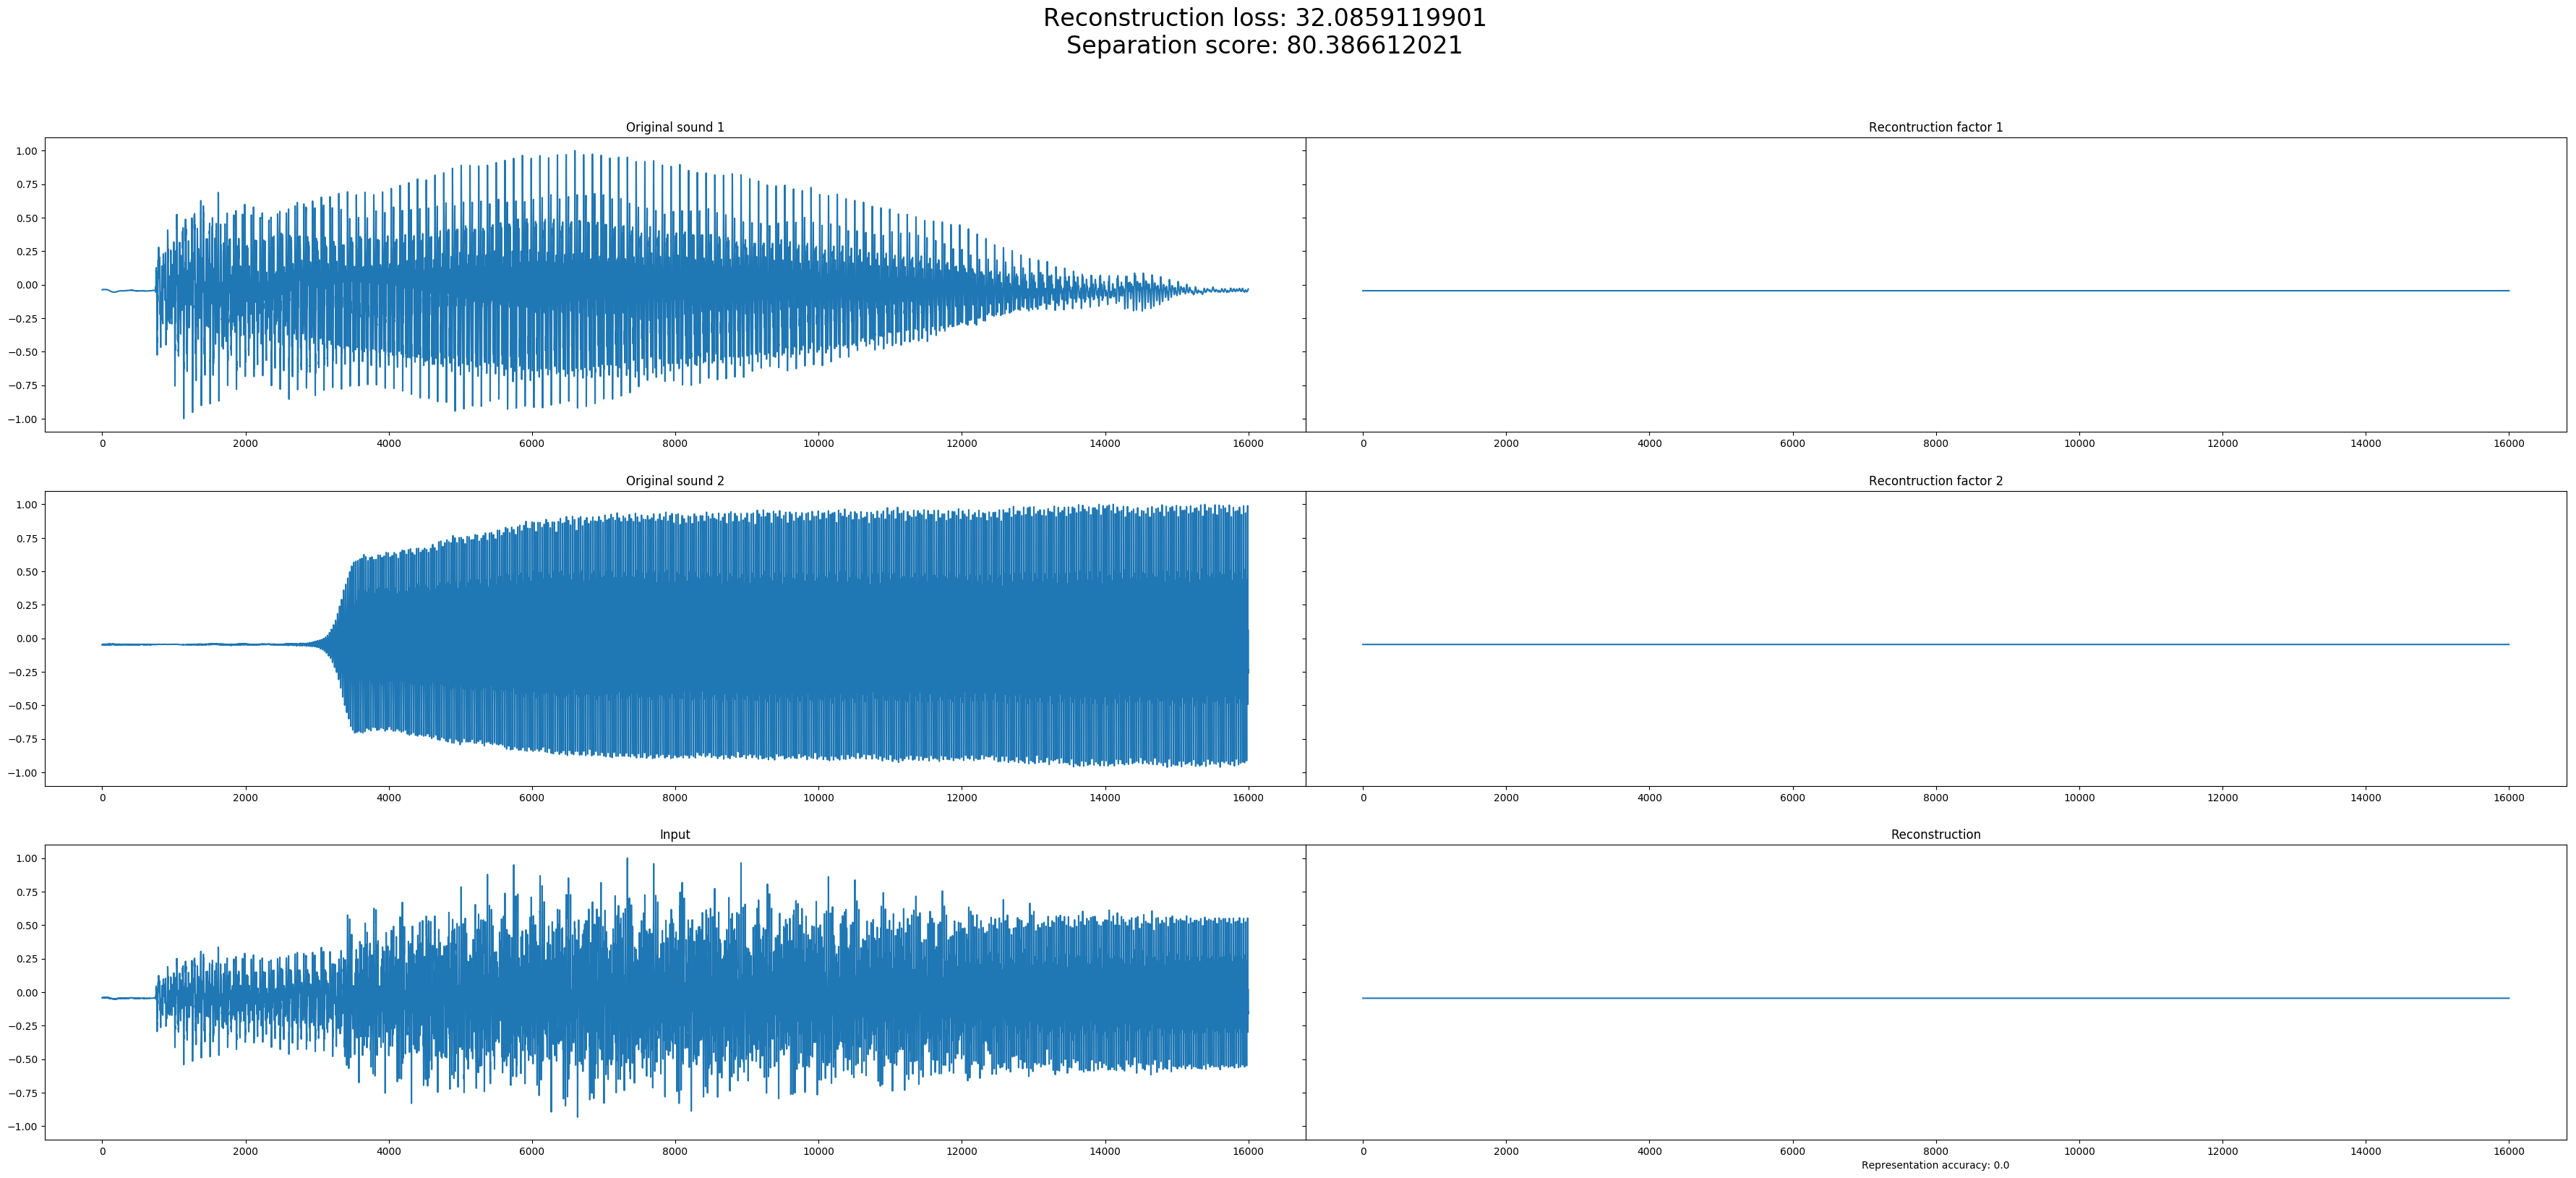 Reconstruction loss: 32.0859119901
Separation score: 80.386612021
Original sound 1
Recontruction factor 1
1.00
0.75
0.50
0.25
0.00
−0.25
−0.50
−0.75
−1.00
0 2000 4000 6000 8000 10000 12000 14000 16000
0 2000 4000 6000 8000 10000 12000 14000 16000
Original sound 2
Recontruction factor 2
1.00
0.75
0.50
0.25
0.00
−0.25
−0.50
−0.75
−1.00
0 2000 4000 6000 8000 10000 12000 14000 16000
0 2000 4000 6000 8000 10000 12000 14000 16000
Input
Reconstruction
1.00
0.75
0.50
0.25
0.00
−0.25
−0.50
−0.75
−1.00
0 2000 4000 6000 8000 10000 12000 14000 16000
0 2000 4000 6000 8000 10000 12000 14000 16000
Representation accuracy: 0.0